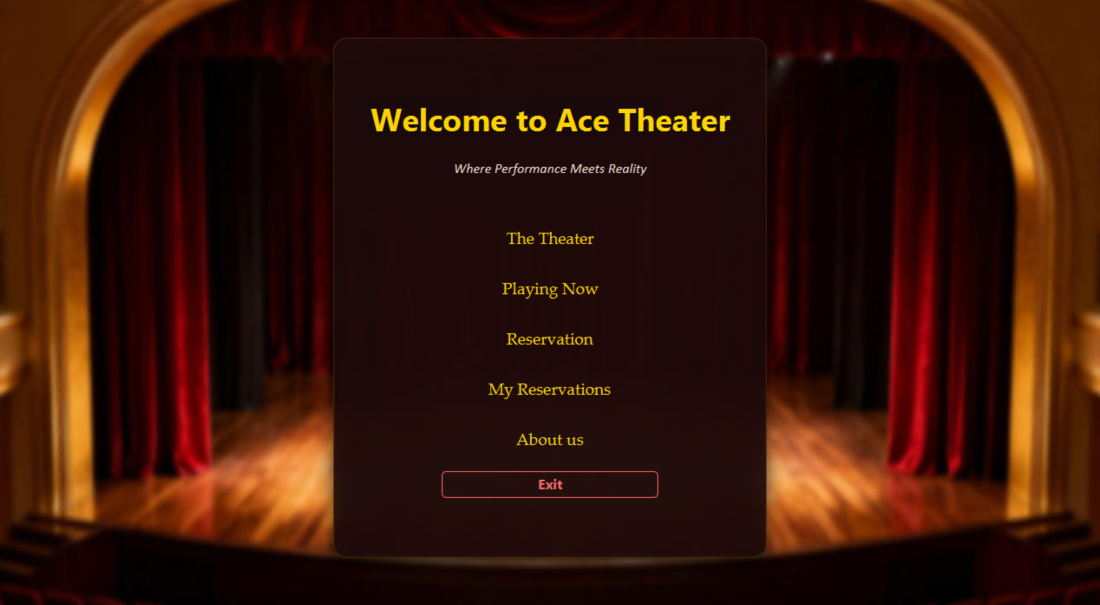 Welcome to Ace Theater
Where Performance Meets Reality
The Theater
Playing Now
Reservation
My Reservations
About us
Exit